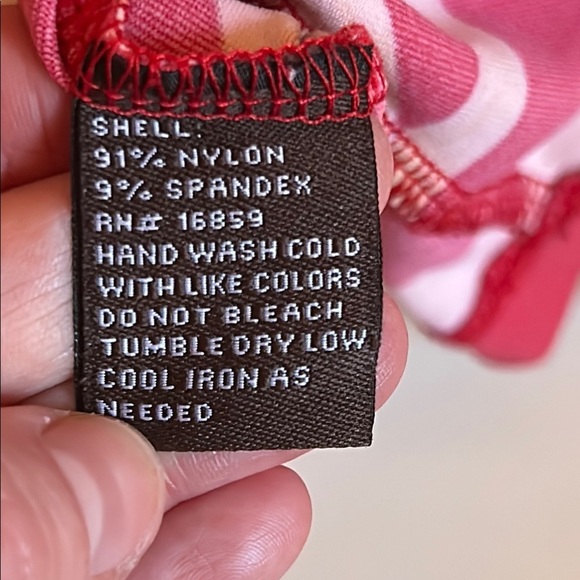 SHELL:
91% NYLON
9% SPANDEX
RN# 16859
HAND WASH COLD
WITH LIKE COLORS
DO NOT BLEACH
TUMBLE DRY LOW
COOL IRON AS
NEEDED